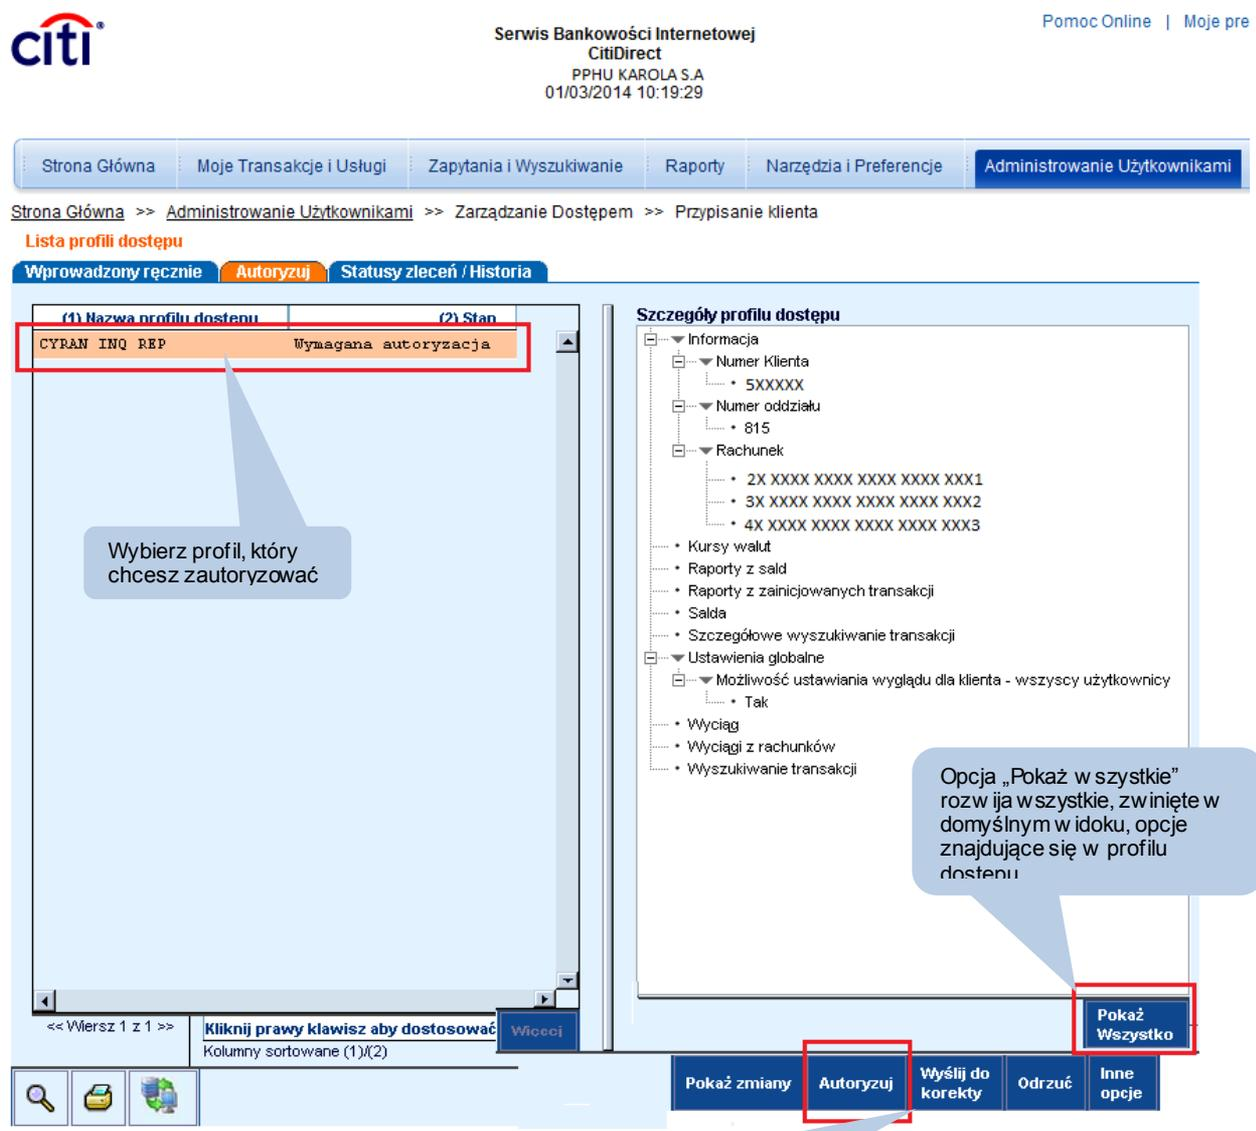 citi
Pomoc Online | Moje pre
Serwis Bankowości Internetowej
CitiDirect
PPHU KAROLA S.A
01/03/2014 10:19:29
Strona Główna Moje Transakcje i Usługi Zapytania i Wyszukiwanie Raporty Narzędzia i Preferencje Administrowanie Użytkownikami
Strona Główna >> Administrowanie Użytkownikami >> Zarządzanie Dostępem >> Przypisanie klienta
Lista profili dostępu
Wprowadzony ręcznie Autoryzuj Statusy zleceń / Historia
(1) Nazwa profilu dostępu (2) Stan
CYRAN INQ REP Wymagana autoryzacja
Wybierz profil, który
chcesz zautoryzować
<< Wiersz 1 z 1 >>
Kliknij prawy klawisz aby dostosować
Kolumny sortowane (1)/(2)
Więcej
Szczegóły profilu dostępu
Informacja
Numer Klienta
5XXXXX
Numer oddziału
815
Rachunek
2X XXXX XXXX XXXX XXXX XXX1
3X XXXX XXXX XXXX XXXX XXX2
4X XXXX XXXX XXXX XXXX XXX3
Kursy walut
Raporty z sald
Raporty z zainicjowanych transakcji
Salda
Szczegółowe wyszukiwanie transakcji
Ustawienia globalne
Możliwość ustawiania wyglądu dla klienta - wszyscy użytkownicy
Tak
Wyciąg
Wyciągi z rachunków
Wyszukiwanie transakcji
Opcja „Pokaż w szystkie”
rozw ija w szystkie, zw inięte w
domyślnym w idoku, opcje
znajdujące się w profilu
dostępu
Pokaż
Wszystko
Pokaż zmiany
Autoryzuj
Wyślij do
korekty
Odrzuć
Inne
opcje